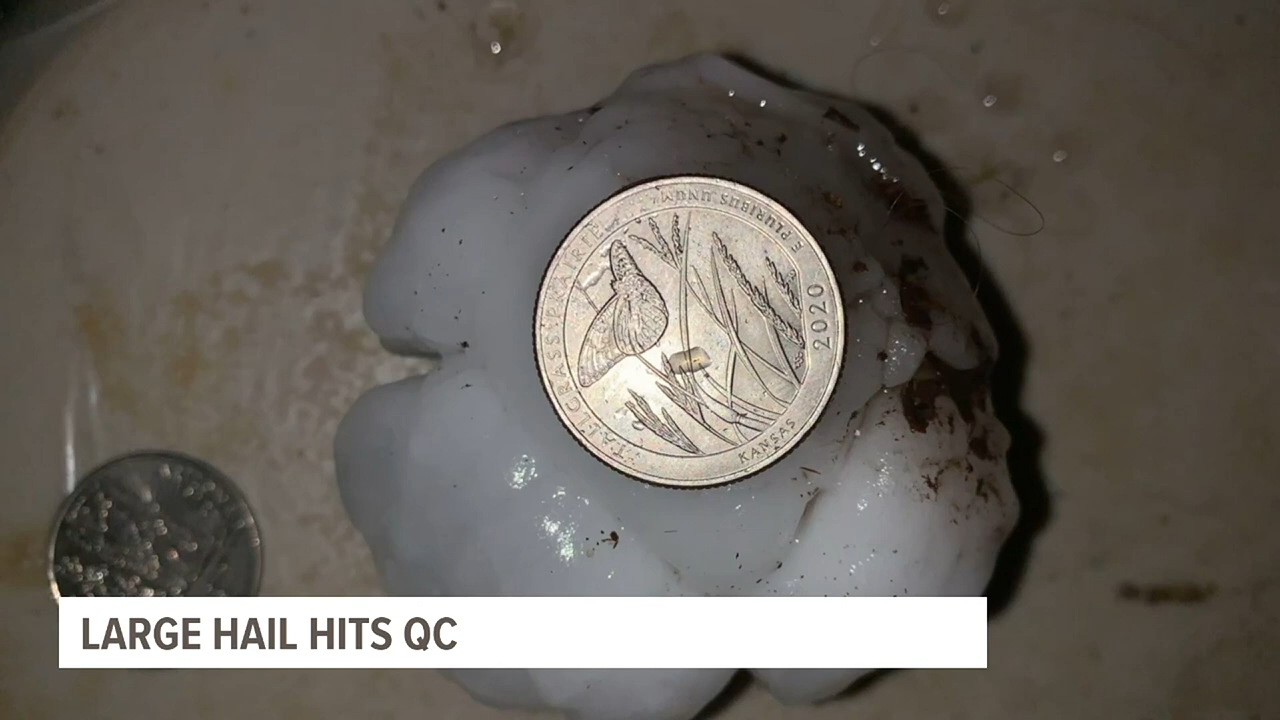 E PLURIBUS UNUM
TALLGRASS PRAIRIE
2020
KANSAS
LARGE HAIL HITS QC